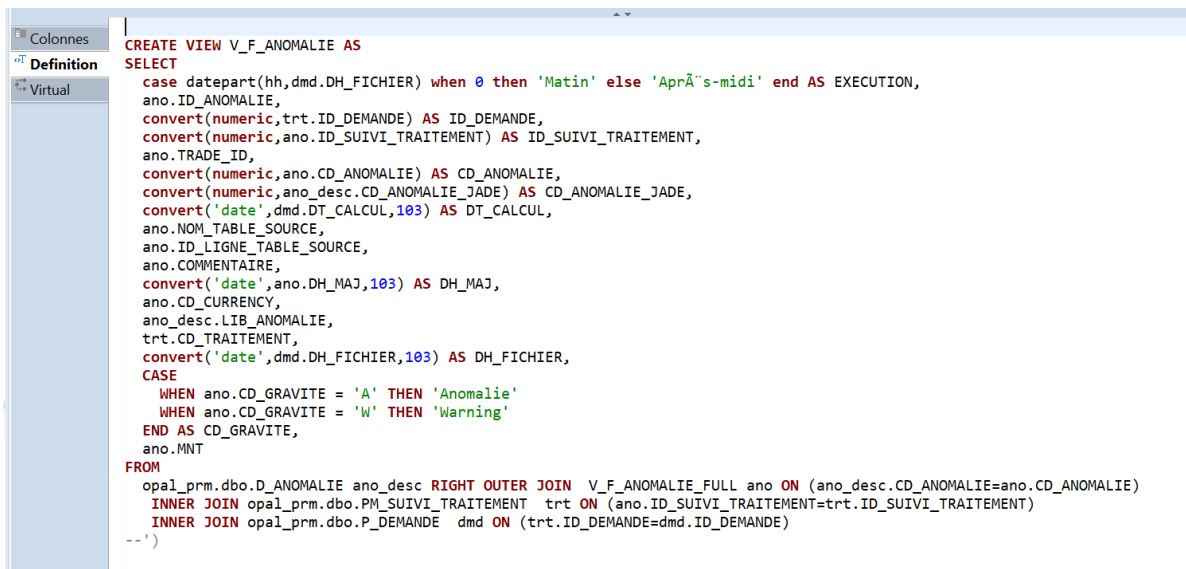 Colonnes
Definition
Virtual
CREATE VIEW V_F_ANOMALIE AS
SELECT
  case datepart(hh,dmd.DH_FICHIER) when 0 then 'Matin' else 'AprÃ¨s-midi' end AS EXECUTION,
  ano.ID_ANOMALIE,
  convert(numeric,trt.ID_DEMANDE) AS ID_DEMANDE,
  convert(numeric,ano.ID_SUIVI_TRAITEMENT) AS ID_SUIVI_TRAITEMENT,
  ano.TRADE_ID,
  convert(numeric,ano.CD_ANOMALIE) AS CD_ANOMALIE,
  convert(numeric,ano_desc.CD_ANOMALIE_JADE) AS CD_ANOMALIE_JADE,
  convert('date',dmd.DT_CALCUL,103) AS DT_CALCUL,
  ano.NOM_TABLE_SOURCE,
  ano.ID_LIGNE_TABLE_SOURCE,
  ano.COMMENTAIRE,
  convert('date',ano.DH_MAJ,103) AS DH_MAJ,
  ano.CD_CURRENCY,
  ano_desc.LIB_ANOMALIE,
  trt.CD_TRAITEMENT,
  convert('date',dmd.DH_FICHIER,103) AS DH_FICHIER,
  CASE
    WHEN ano.CD_GRAVITE = 'A' THEN 'Anomalie'
    WHEN ano.CD_GRAVITE = 'W' THEN 'Warning'
  END AS CD_GRAVITE,
  ano.MNT
FROM
  opal_prm.dbo.D_ANOMALIE ano_desc RIGHT OUTER JOIN  V_F_ANOMALIE_FULL ano ON (ano_desc.CD_ANOMALIE=ano.CD_ANOMALIE)
   INNER JOIN opal_prm.dbo.PM_SUIVI_TRAITEMENT  trt ON (ano.ID_SUIVI_TRAITEMENT=trt.ID_SUIVI_TRAITEMENT)
   INNER JOIN opal_prm.dbo.P_DEMANDE  dmd ON (trt.ID_DEMANDE=dmd.ID_DEMANDE)
--')